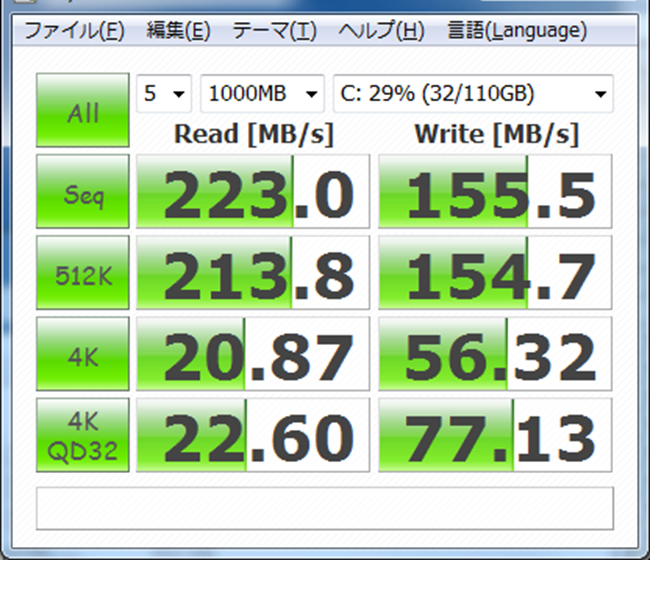 ファイル(F) 編集(E) テーマ(T) ヘルプ(H) 言語(Language)
All 5 1000MB C: 29% (32/110GB)
Read [MB/s] Write [MB/s]
Seq 223.0 155.5
512K 213.8 154.7
4K 20.87 56.32
4K
QD32 22.60 77.13